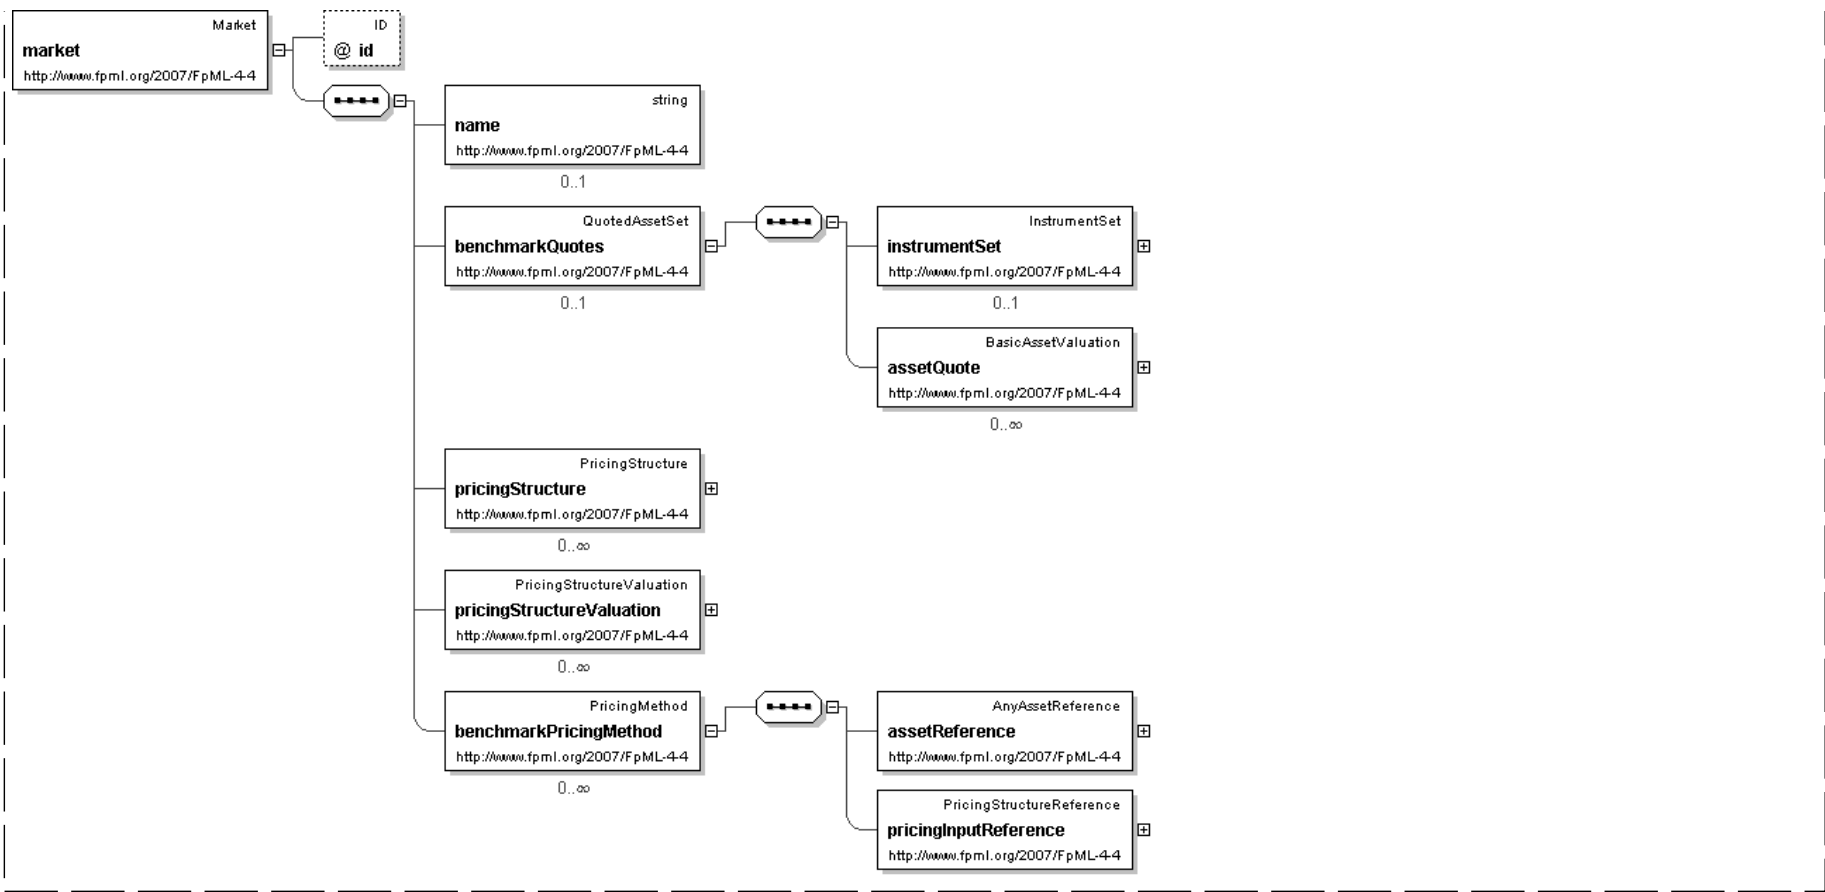 Market
market
http://www.fpml.org/2007/FpML-4-4
ID
@ id
string
name
http://www.fpml.org/2007/FpML-4-4
0..1
QuotedAssetSet
benchmarkQuotes
http://www.fpml.org/2007/FpML-4-4
0..1
InstrumentSet
instrumentSet
http://www.fpml.org/2007/FpML-4-4
0..1
BasicAssetValuation
assetQuote
http://www.fpml.org/2007/FpML-4-4
0..∞
PricingStructure
pricingStructure
http://www.fpml.org/2007/FpML-4-4
0..∞
PricingStructureValuation
pricingStructureValuation
http://www.fpml.org/2007/FpML-4-4
0..∞
PricingMethod
benchmarkPricingMethod
http://www.fpml.org/2007/FpML-4-4
0..∞
AnyAssetReference
assetReference
http://www.fpml.org/2007/FpML-4-4
PricingStructureReference
pricingInputReference
http://www.fpml.org/2007/FpML-4-4